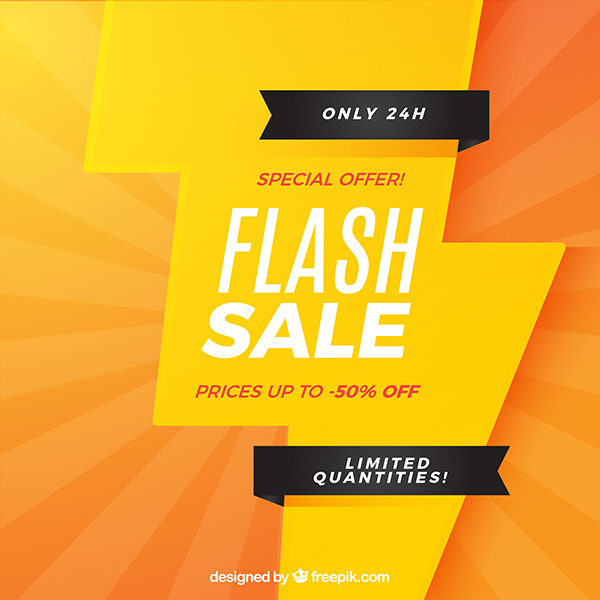 ONLY 24H
SPECIAL OFFER!
FLASH
SALE
PRICES UP TO -50% OFF
LIMITED
QUANTITIES!
designed by freepik.com